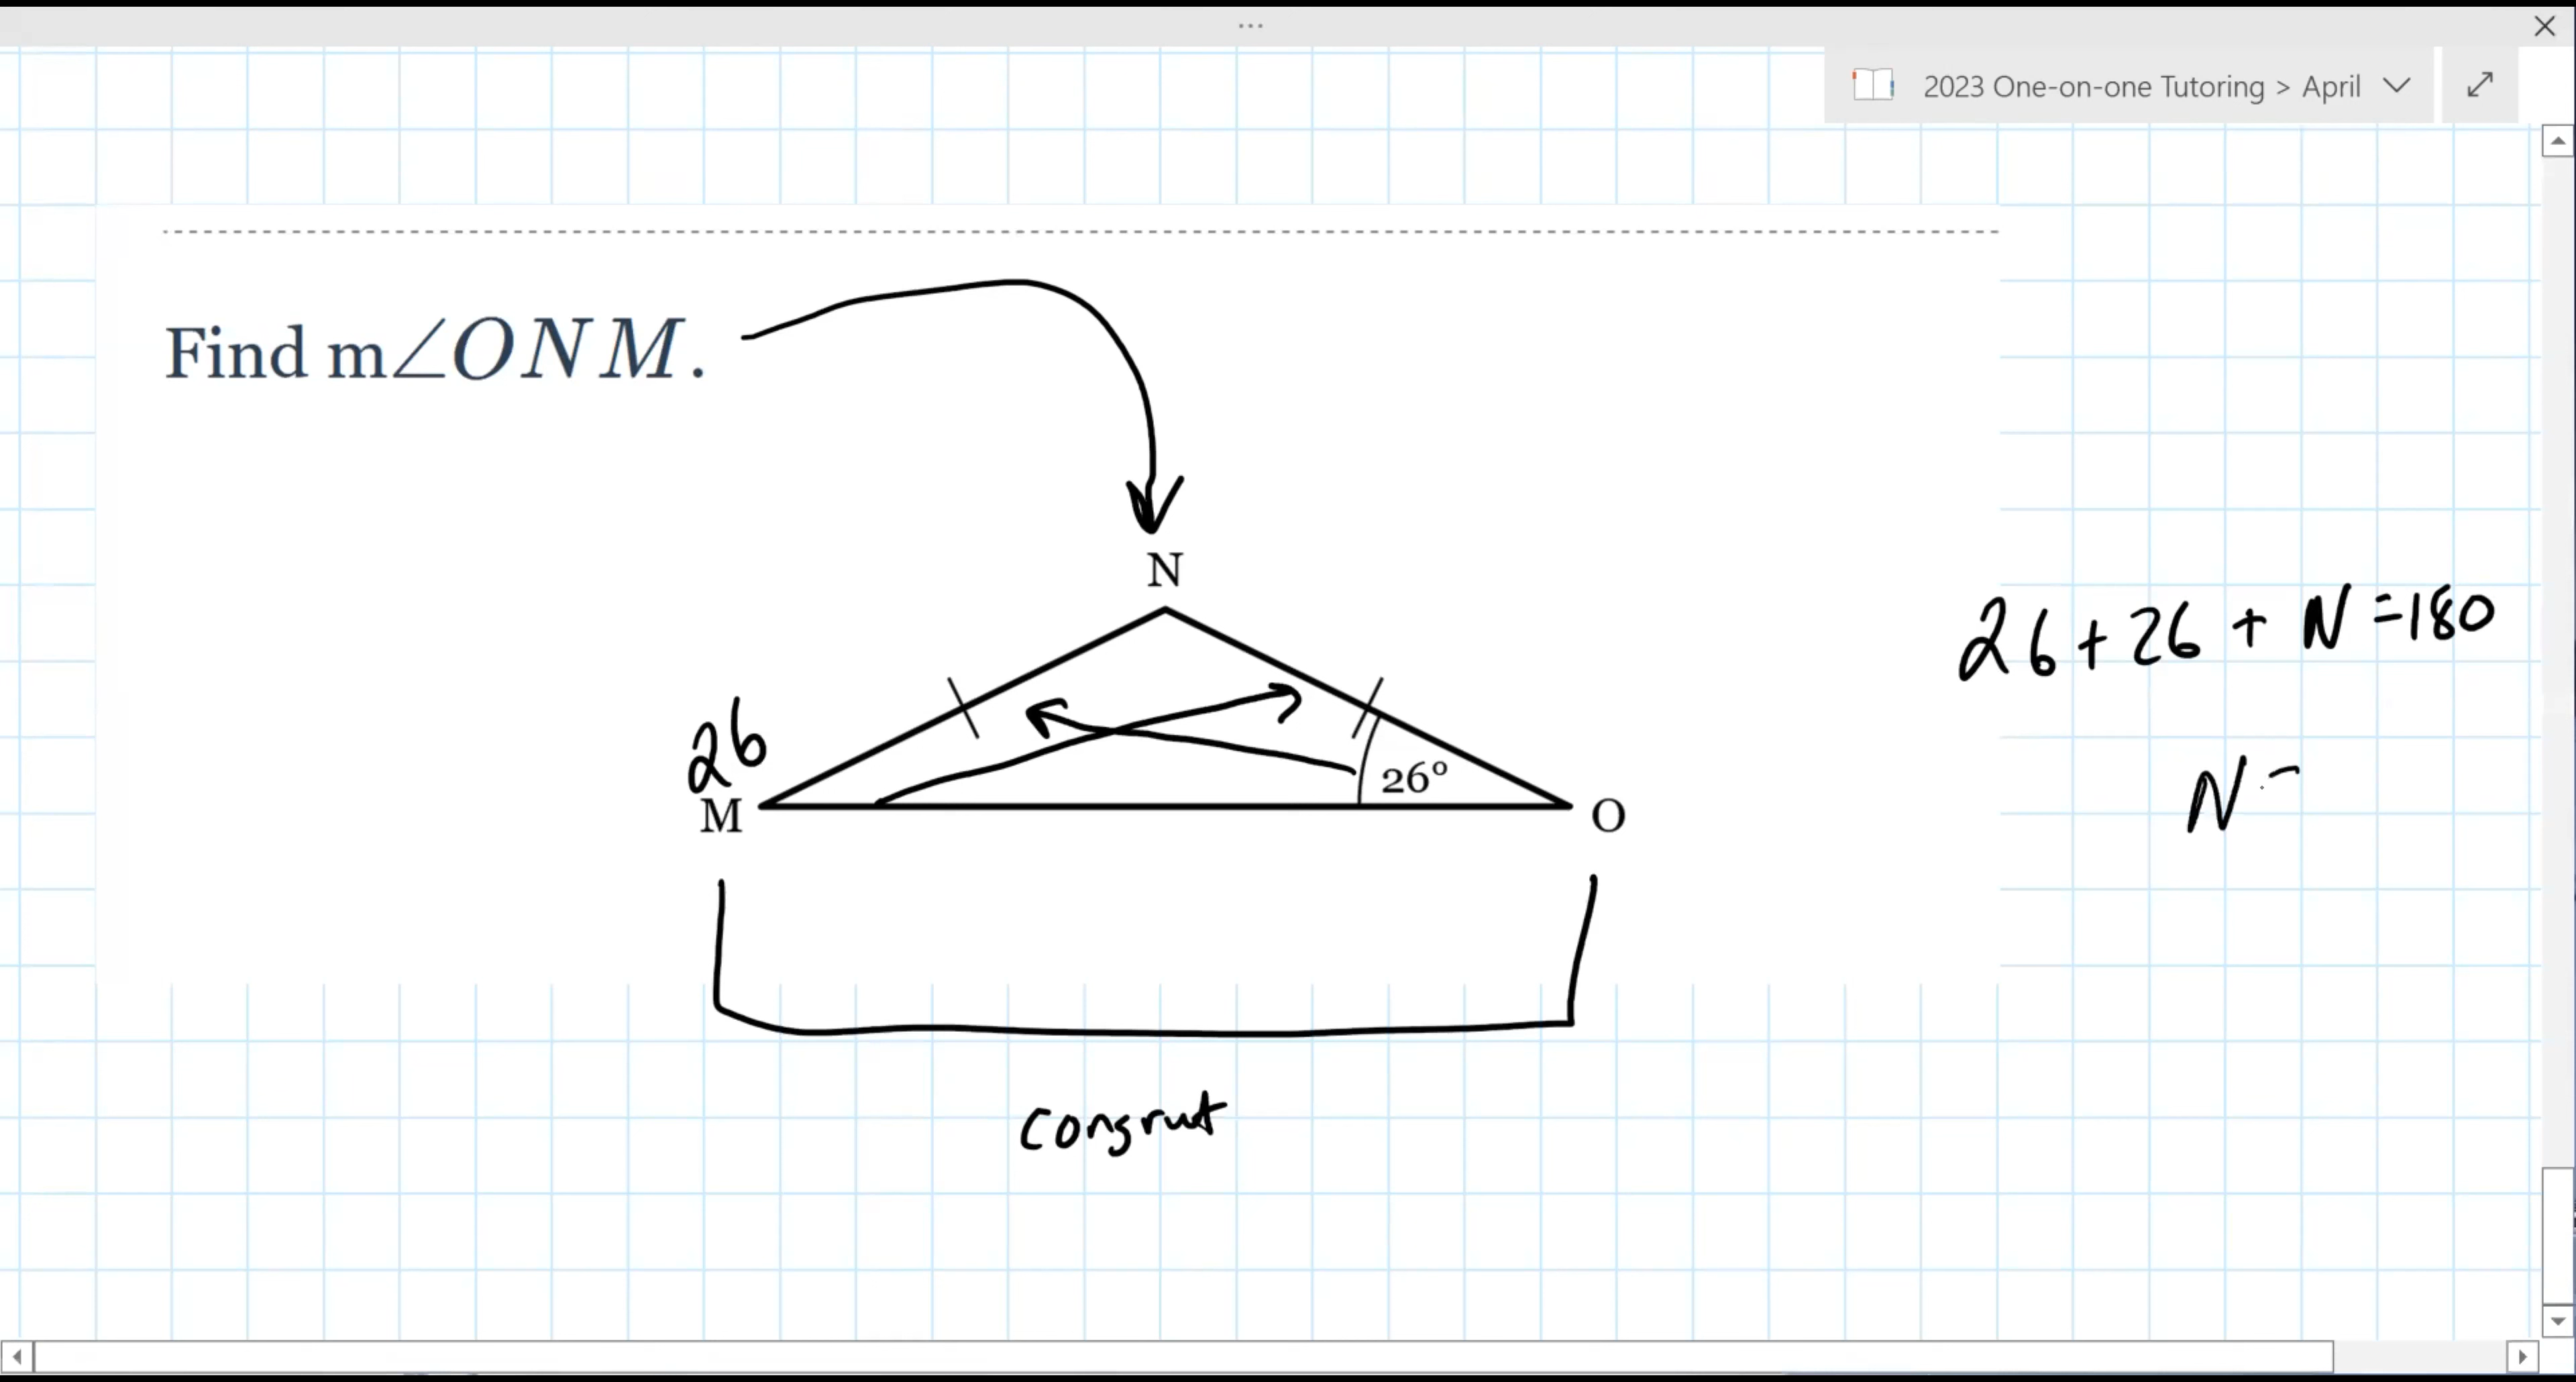 2023 One-on-one Tutoring > April
Find m∠ONM.
N
26+26+N=180
26
26°
N=
M
O
congrut